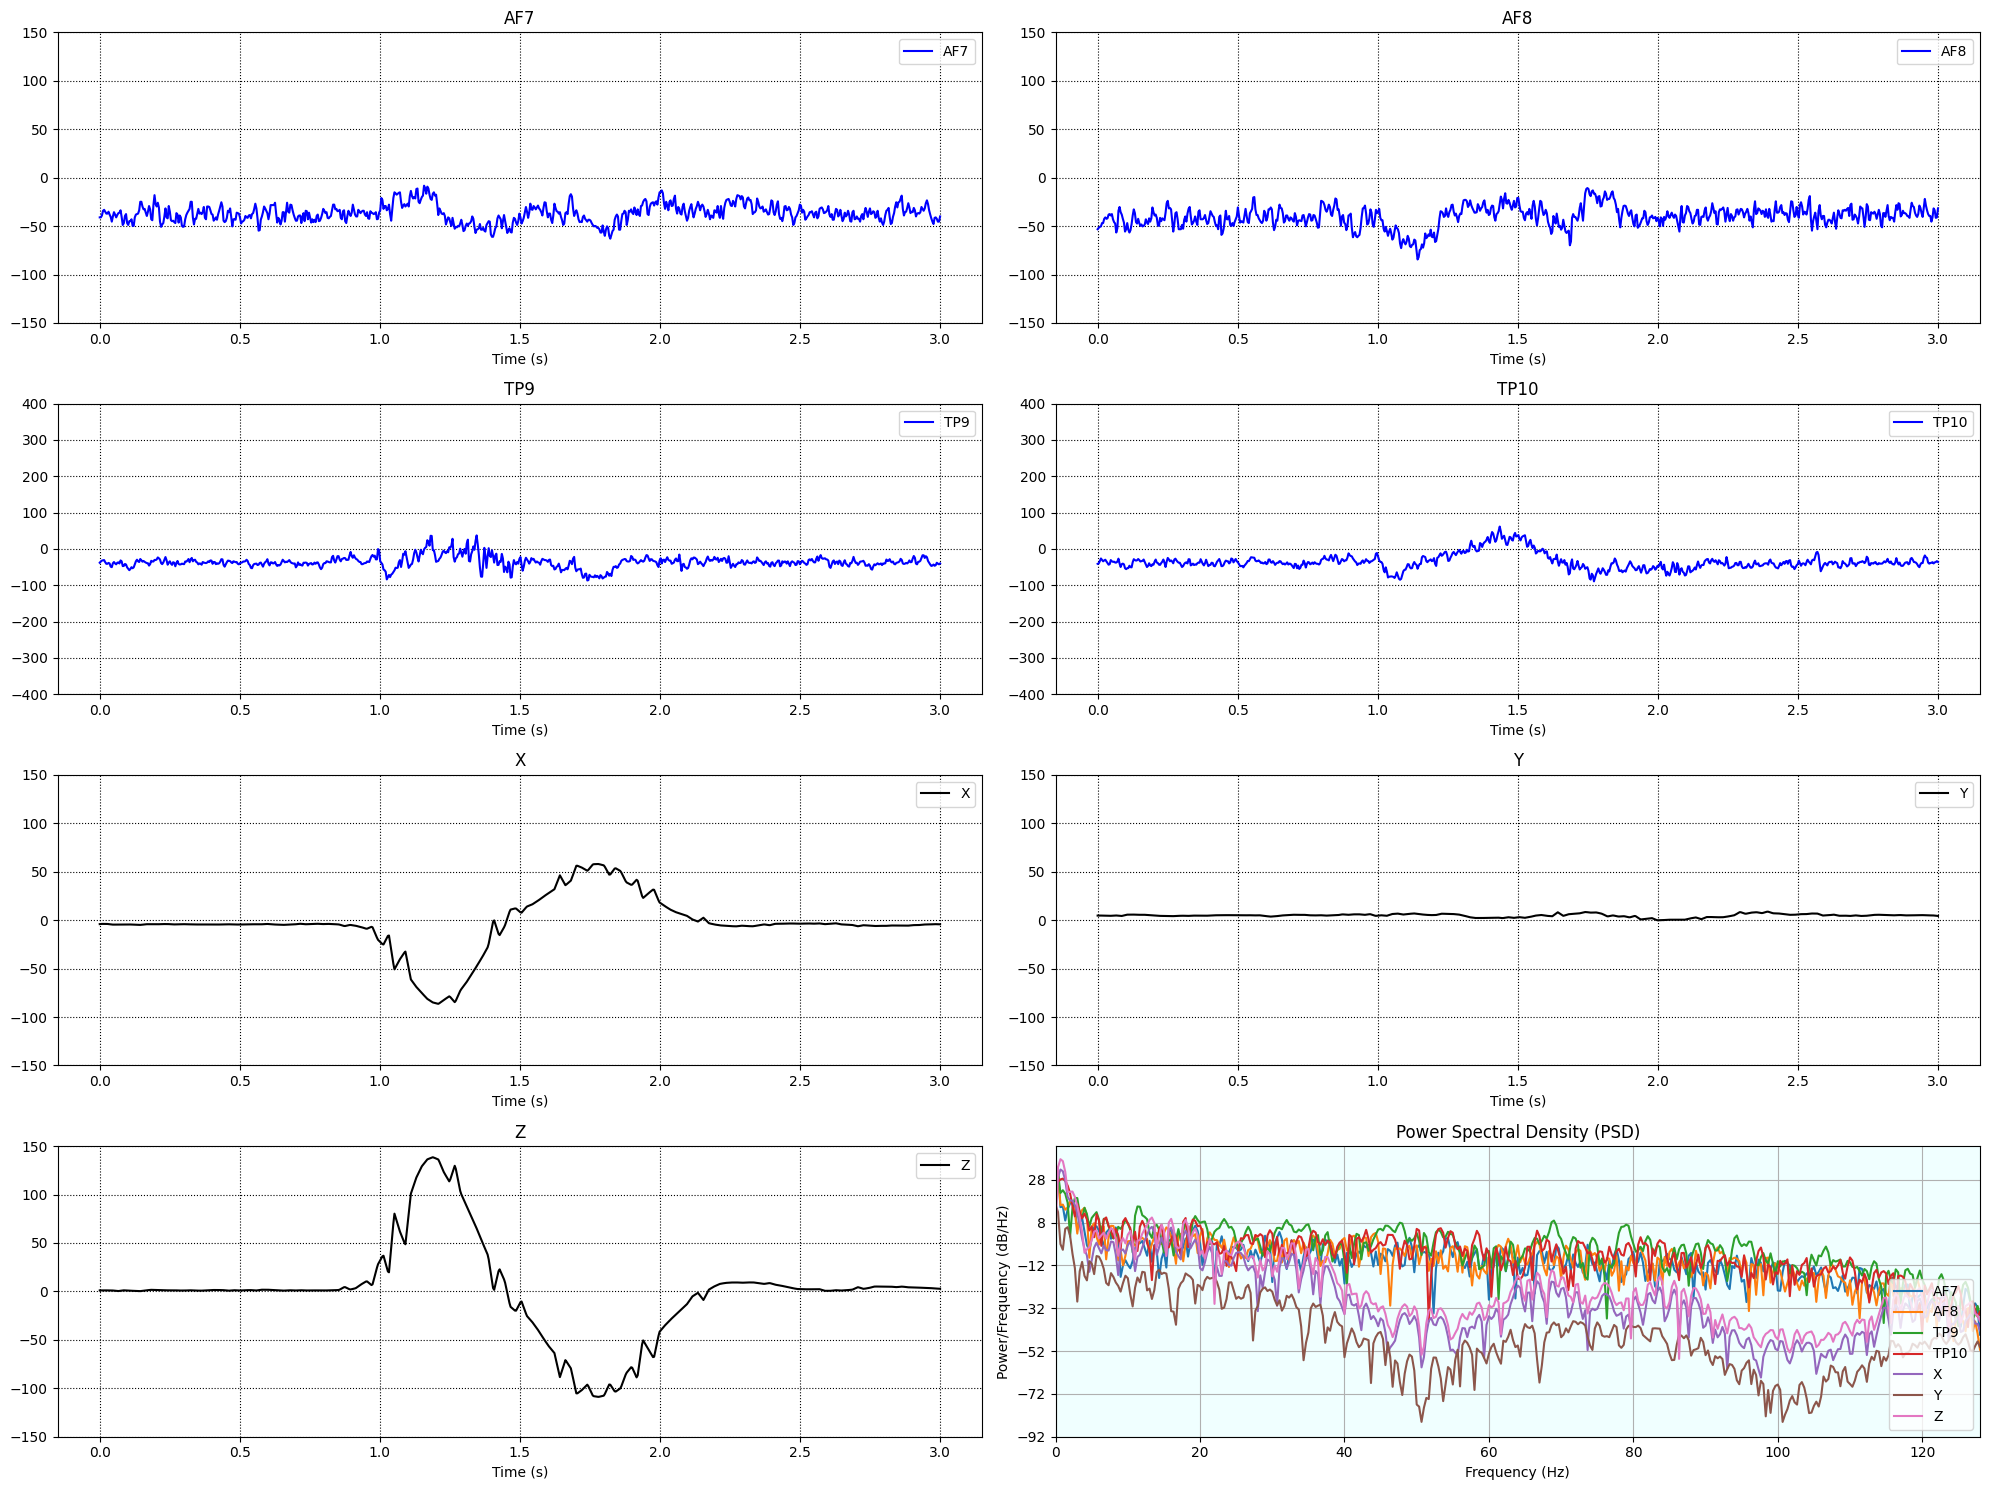 AF7
150
100
50
0
−50
−100
−150
0.0 0.5 1.0 1.5 2.0 2.5 3.0
Time (s)
AF7
AF8
150
100
50
0
−50
−100
−150
0.0 0.5 1.0 1.5 2.0 2.5 3.0
Time (s)
AF8
TP9
400
300
200
100
0
−100
−200
−300
−400
0.0 0.5 1.0 1.5 2.0 2.5 3.0
Time (s)
TP9
TP10
400
300
200
100
0
−100
−200
−300
−400
0.0 0.5 1.0 1.5 2.0 2.5 3.0
Time (s)
TP10
X
150
100
50
0
−50
−100
−150
0.0 0.5 1.0 1.5 2.0 2.5 3.0
Time (s)
X
Y
150
100
50
0
−50
−100
−150
0.0 0.5 1.0 1.5 2.0 2.5 3.0
Time (s)
Y
Z
150
100
50
0
−50
−100
−150
0.0 0.5 1.0 1.5 2.0 2.5 3.0
Time (s)
Z
Power Spectral Density (PSD)
Power/Frequency (dB/Hz)
28
8
−12
−32
−52
−72
−92
0 20 40 60 80 100 120
Frequency (Hz)
AF7
AF8
TP9
TP10
X
Y
Z